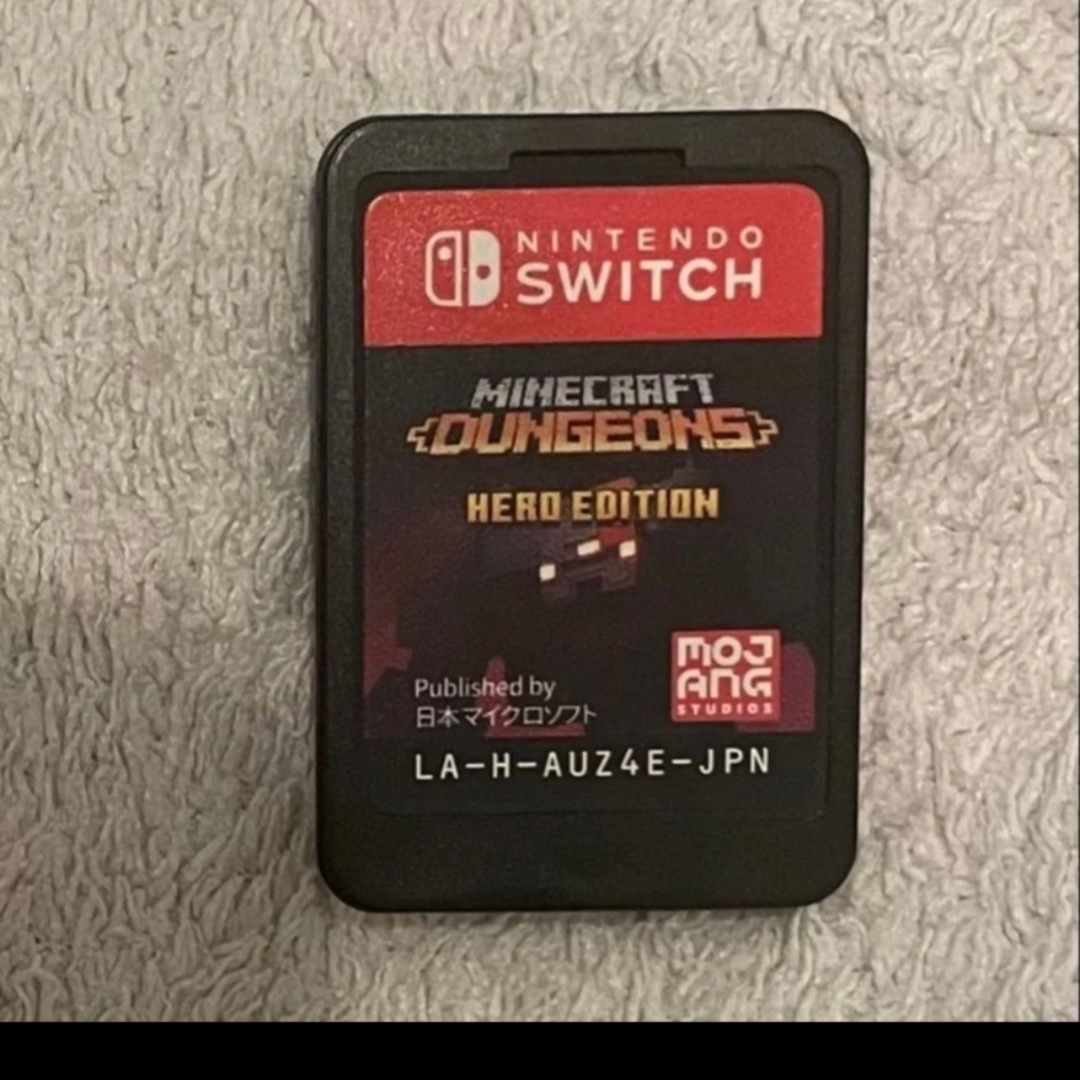 NINTENDO
SWITCH
MINECRAFT
DUNGEONS
HERO EDITION
MOJ
ANG
STUDIOS
Published by
日本マイクロソフト
LA-H-AUZ4E-JPN